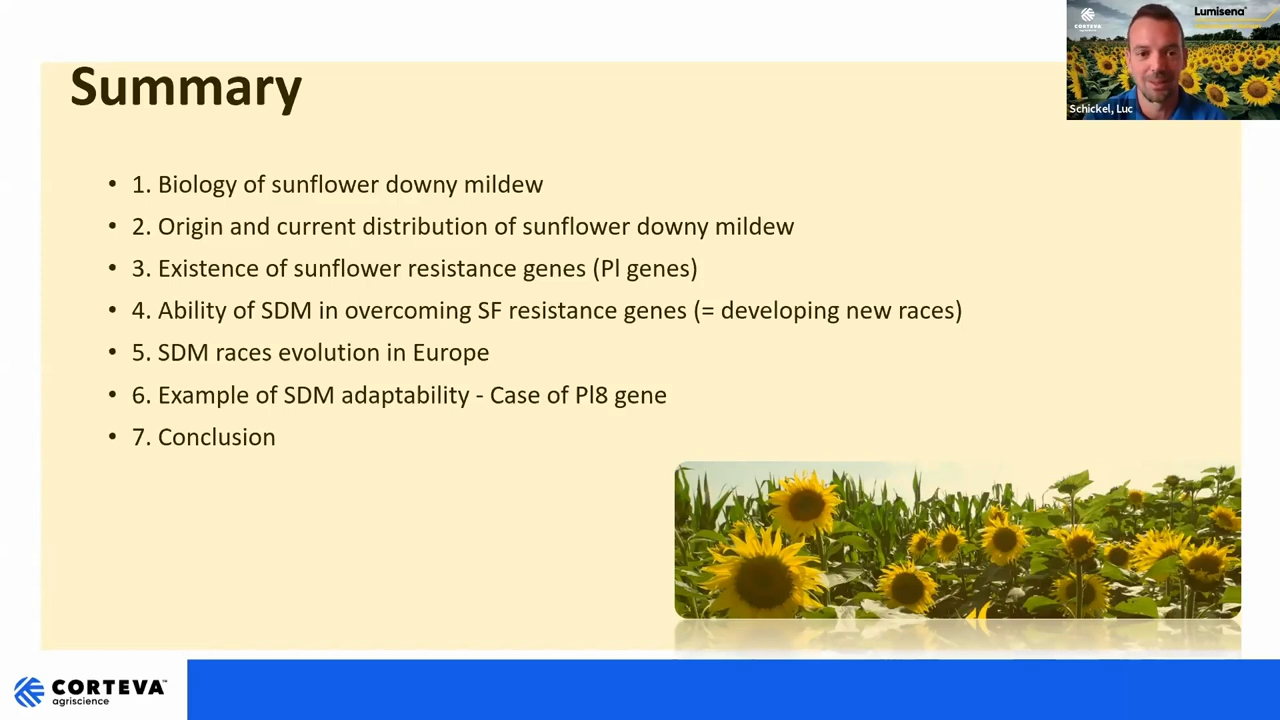 Summary
• 1. Biology of sunflower downy mildew
• 2. Origin and current distribution of sunflower downy mildew
• 3. Existence of sunflower resistance genes (Pl genes)
• 4. Ability of SDM in overcoming SF resistance genes (= developing new races)
• 5. SDM races evolution in Europe
• 6. Example of SDM adaptability - Case of Pl8 gene
• 7. Conclusion
CORTEVA
agriscience
Lumisena
Schickel, Luc
CORTEVA™
agriscience